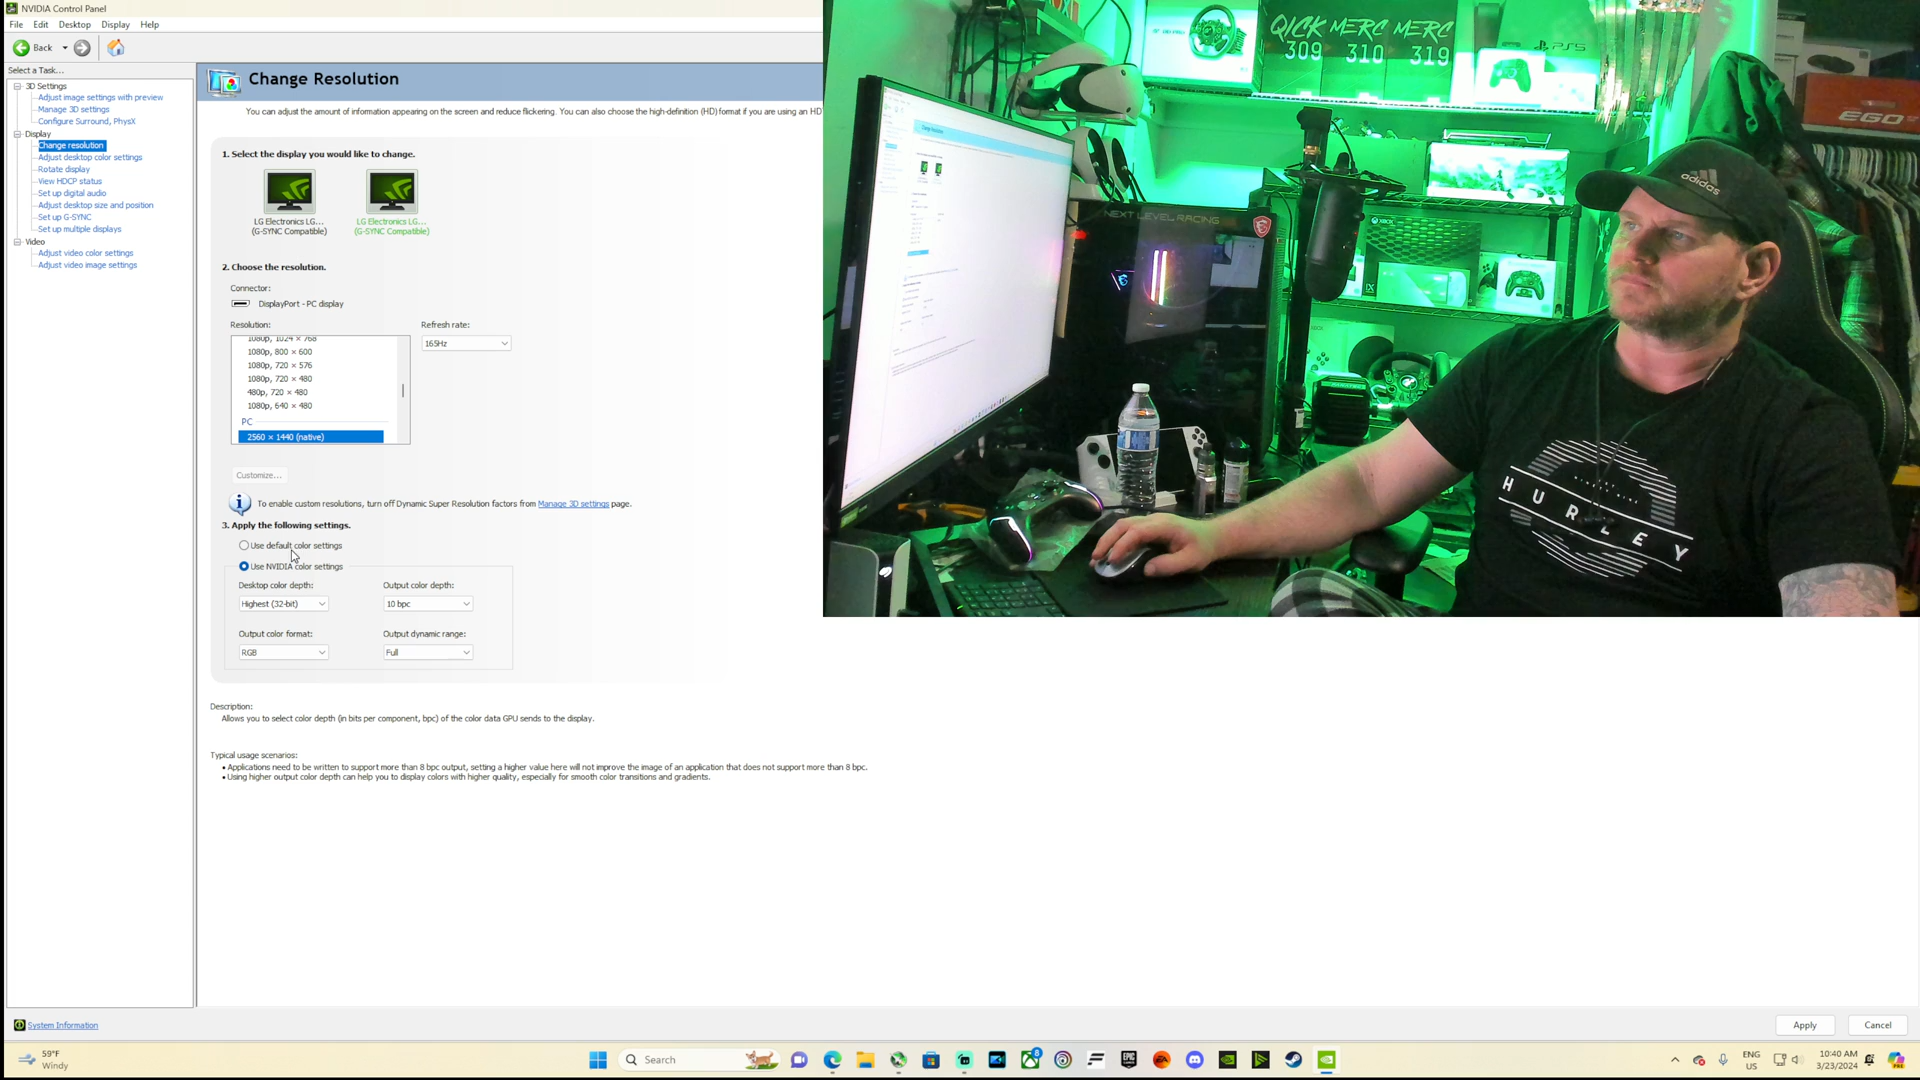 NVIDIA Control Panel
File Edit Desktop Display Help
Back
Select a Task...
3D Settings
Adjust image settings with preview
Manage 3D settings
Configure Surround, PhysX
Display
Change resolution
Adjust desktop color settings
Rotate display
View HDCP status
Set up digital audio
Adjust desktop size and position
Set up G-SYNC
Set up multiple displays
Video
Adjust video color settings
Adjust video image settings
System Information
Change Resolution
You can adjust the amount of information appearing on the screen and reduce flickering. You can also choose the high-definition (HD) format if you are using an HD
1. Select the display you would like to change.
LG Electronics LG...
(G-SYNC Compatible)
LG Electronics LG...
(G-SYNC Compatible)
2. Choose the resolution.
Connector:
DisplayPort - PC display
Resolution:
Refresh rate:
1080p, 1024 × 768
165Hz
1080p, 800 × 600
1080p, 720 × 576
1080p, 720 × 480
480p, 720 × 480
1080p, 640 × 480
PC
2560 × 1440 (native)
Customize...
To enable custom resolutions, turn off Dynamic Super Resolution factors from Manage 3D settings page.
3. Apply the following settings.
Use default color settings
Use NVIDIA color settings
Desktop color depth:
Output color depth:
Highest (32-bit)
10 bpc
Output color format:
Output dynamic range:
RGB
Full
Description:
Allows you to select color depth (in bits per component, bpc) of the color data GPU sends to the display.
Typical usage scenarios:
• Applications need to be written to support more than 8 bpc output, setting a higher value here will not improve the image of an application that does not support more than 8 bpc.
• Using higher output color depth can help you to display colors with higher quality, especially for smooth color transitions and gradients.
Apply
Cancel
QICK MERC MERC
309 310 319
PS5
EGO
NEXT LEVEL RACING
XBOX
adidas
HURLEY
59°F
Windy
Search
8
EPIC
ENG
US
10:40 AM
3/23/2024